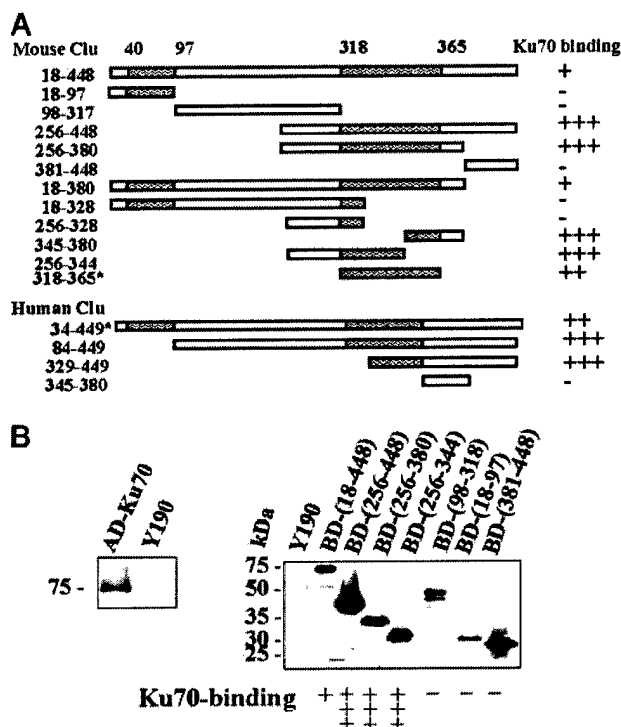 A
Mouse Clu 40 97 318 365 Ku70 binding
18-448 +
18-97 -
98-317 -
256-448 +++
256-380 +++
381-448 -
18-380 +
18-328 -
256-328 -
345-380 +++
256-344 +++
318-365* ++
Human Clu
34-449* ++
84-449 +++
329-449 +++
345-380 -
B
AD-Ku70
Y190
75 -
kDa
Y190
BD-(18-448)
BD-(256-448)
BD-(256-380)
BD-(256-344)
BD-(98-318)
BD-(18-97)
BD-(381-448)
75 -
50 -
35 -
30 -
25 -
Ku70-binding + + + + - - -
+ + +
+ + +